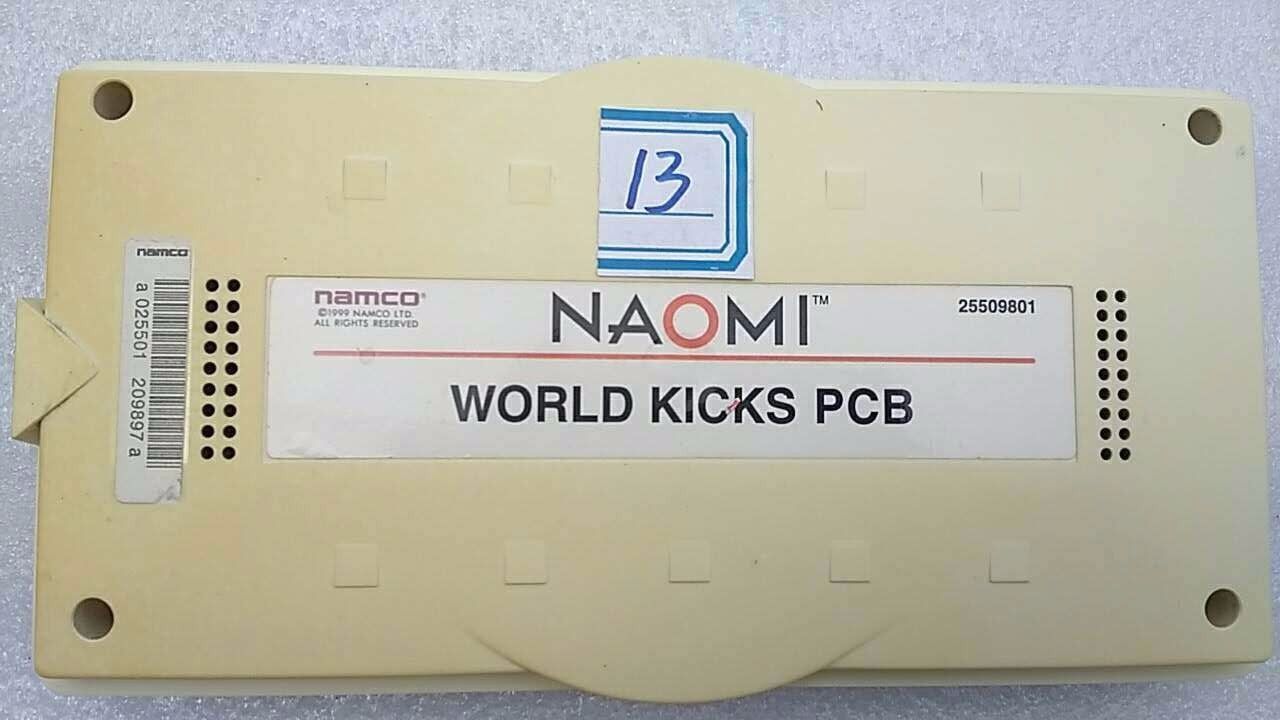 13
namco
a 025501 209897 a
namco®
©1999 NAMCO LTD.
ALL RIGHTS RESERVED
NAOMI™
25509801
WORLD KICKS PCB